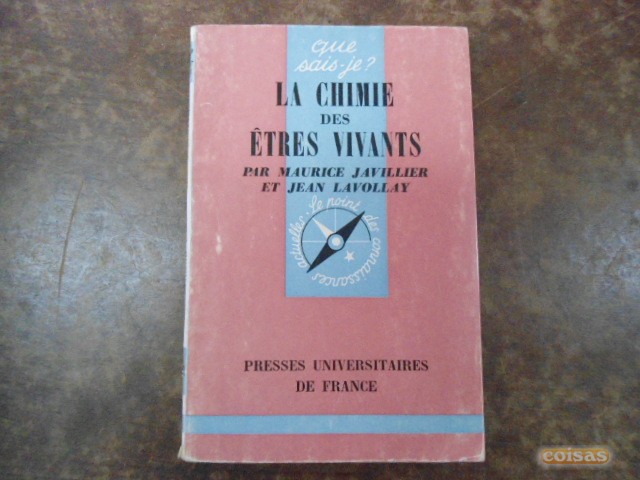 que
sais-je?
LA CHIMIE
DES
ÊTRES VIVANTS
PAR MAURICE JAVILLIER
ET JEAN LAVOLLAY
Le point des connaissances actuelles
PRESSES UNIVERSITAIRES
DE FRANCE
coisas